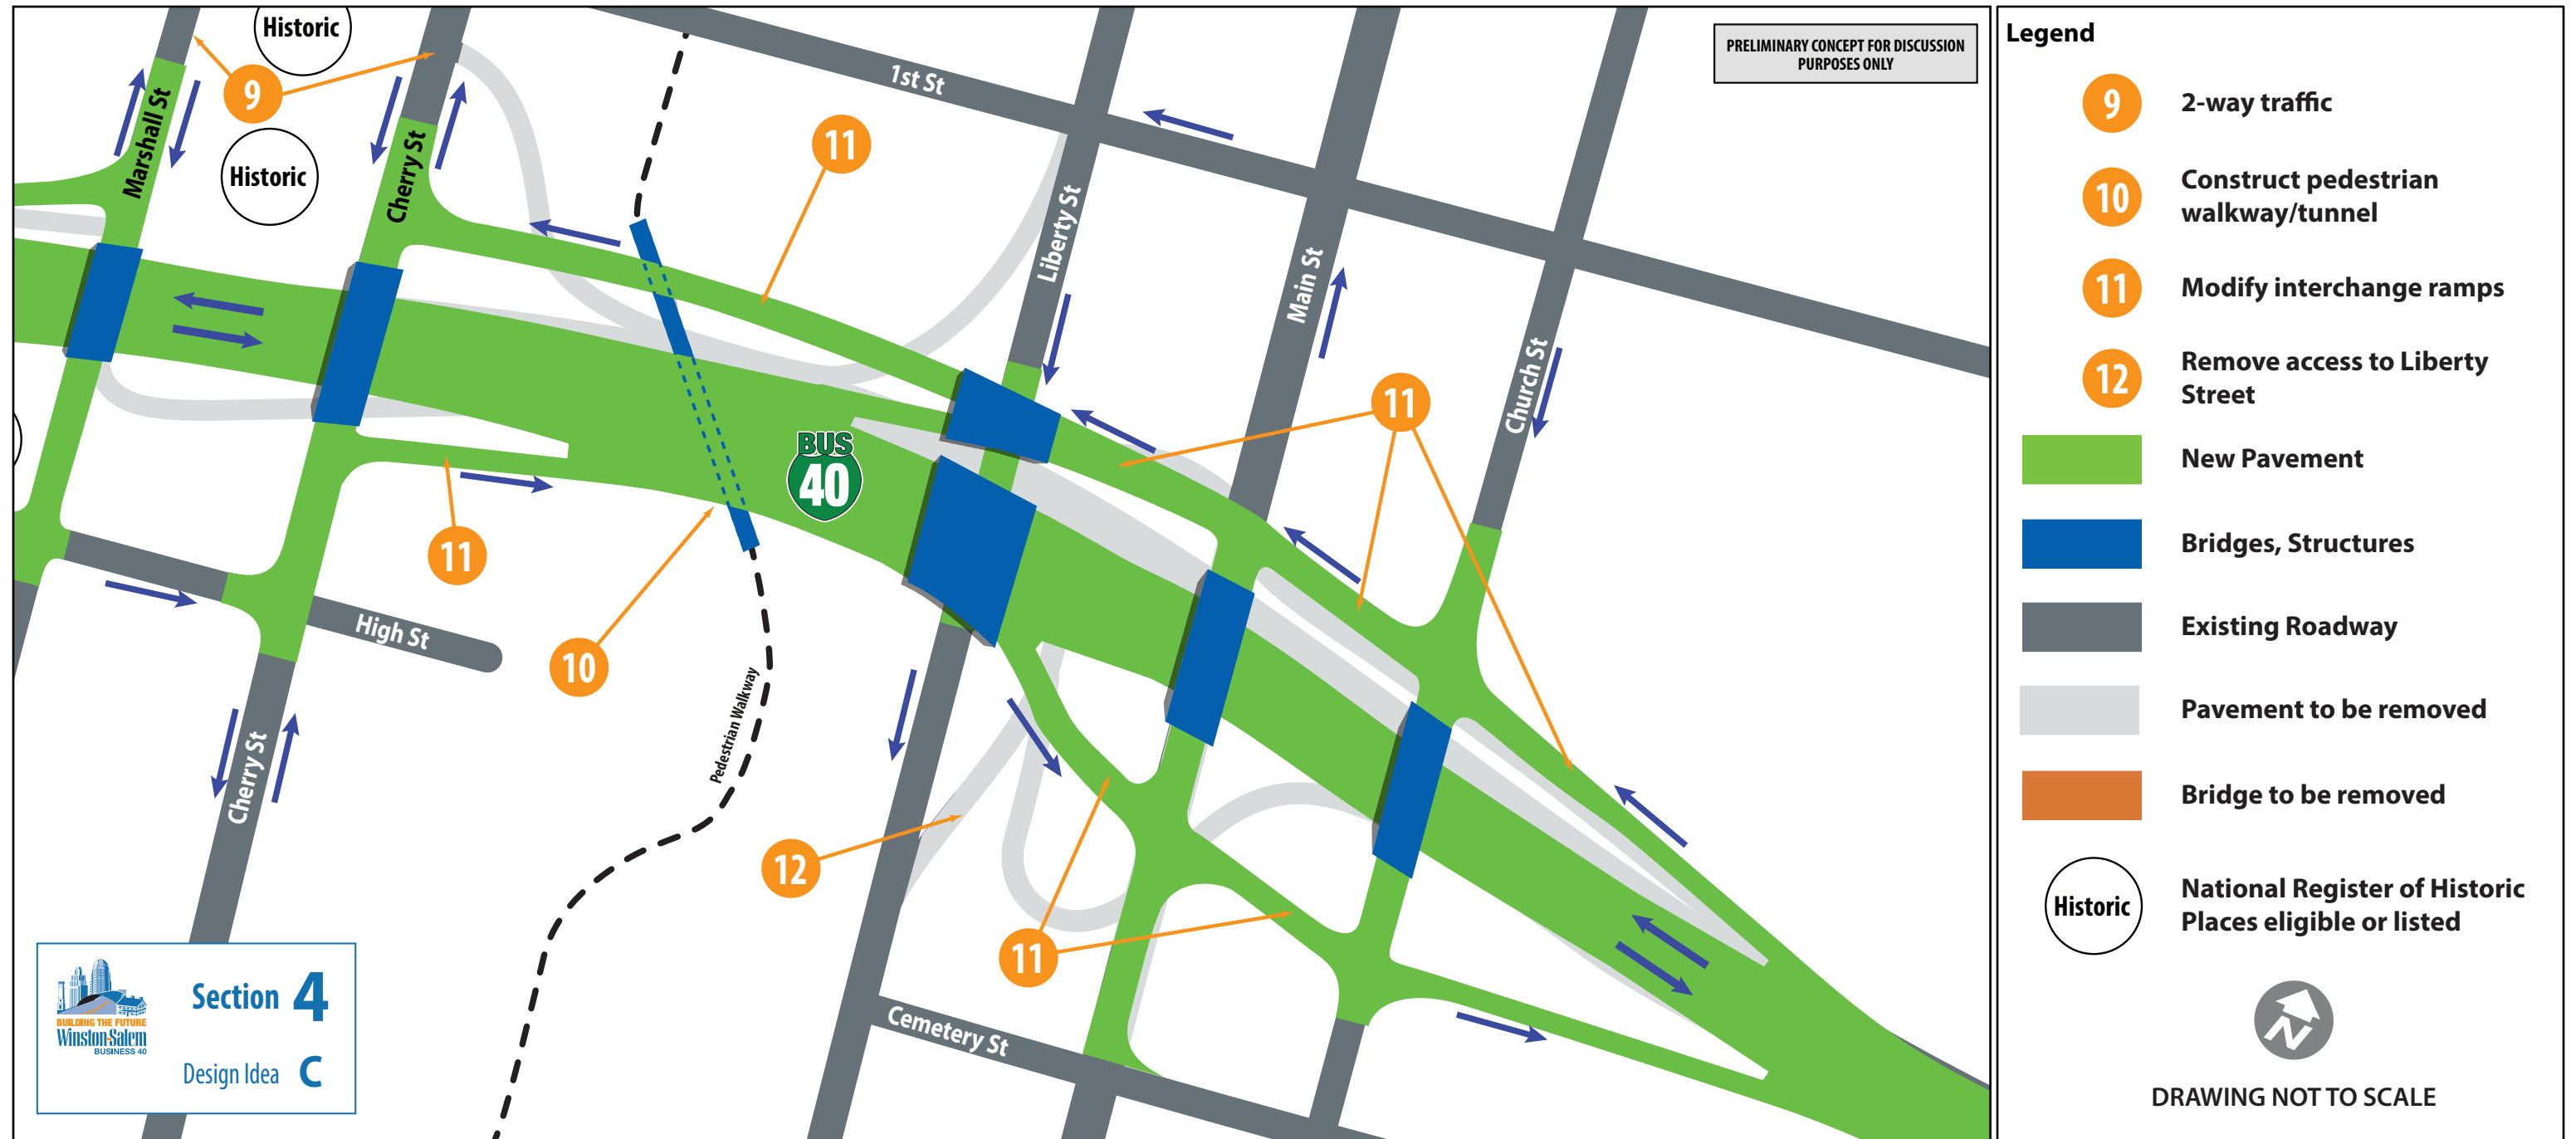 Historic
PRELIMINARY CONCEPT FOR DISCUSSION
PURPOSES ONLY
1st St
9
Marshall St
11
Historic
Cherry St
Liberty St
Main St
Church St
11
BUS
40
11
High St
10
Pedestrian Walkway
Cherry St
12
11
Cemetery St
BUILDING THE FUTURE
Winston-Salem
BUSINESS 40
Section 4
Design Idea C
Legend
9 2-way traffic
10 Construct pedestrian
walkway/tunnel
11 Modify interchange ramps
12 Remove access to Liberty
Street
New Pavement
Bridges, Structures
Existing Roadway
Pavement to be removed
Bridge to be removed
Historic National Register of Historic
Places eligible or listed
N
DRAWING NOT TO SCALE